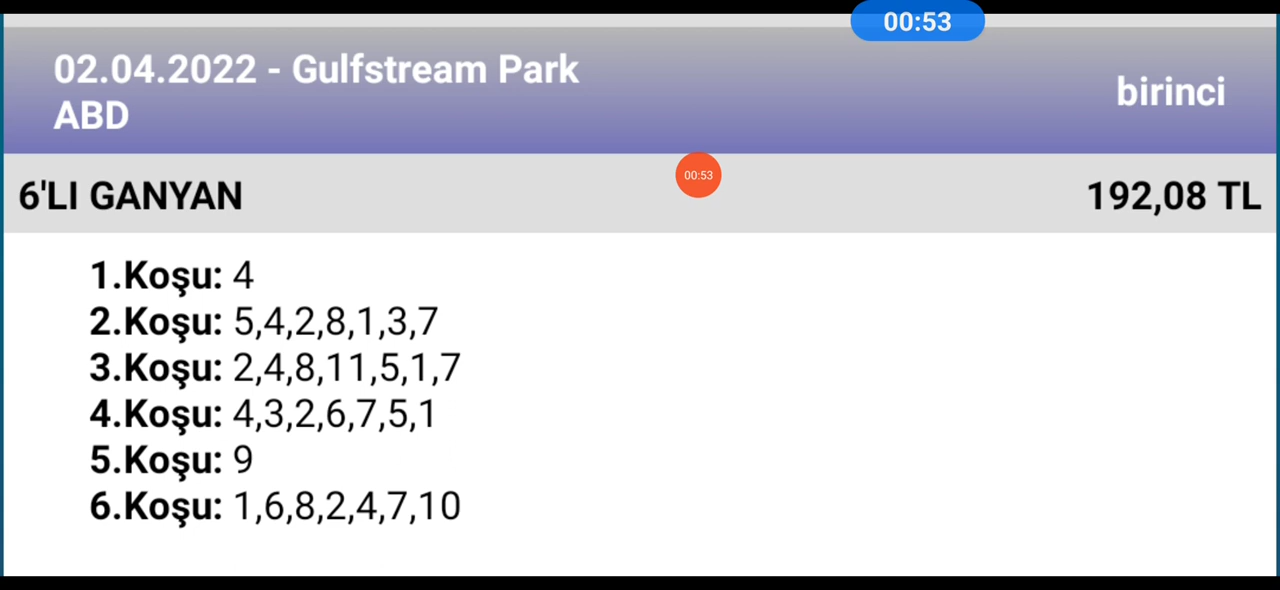 00:53
02.04.2022 - Gulfstream Park
ABD
birinci
00:53
6'LI GANYAN
192,08 TL
1.Koşu: 4
2.Koşu: 5,4,2,8,1,3,7
3.Koşu: 2,4,8,11,5,1,7
4.Koşu: 4,3,2,6,7,5,1
5.Koşu: 9
6.Koşu: 1,6,8,2,4,7,10